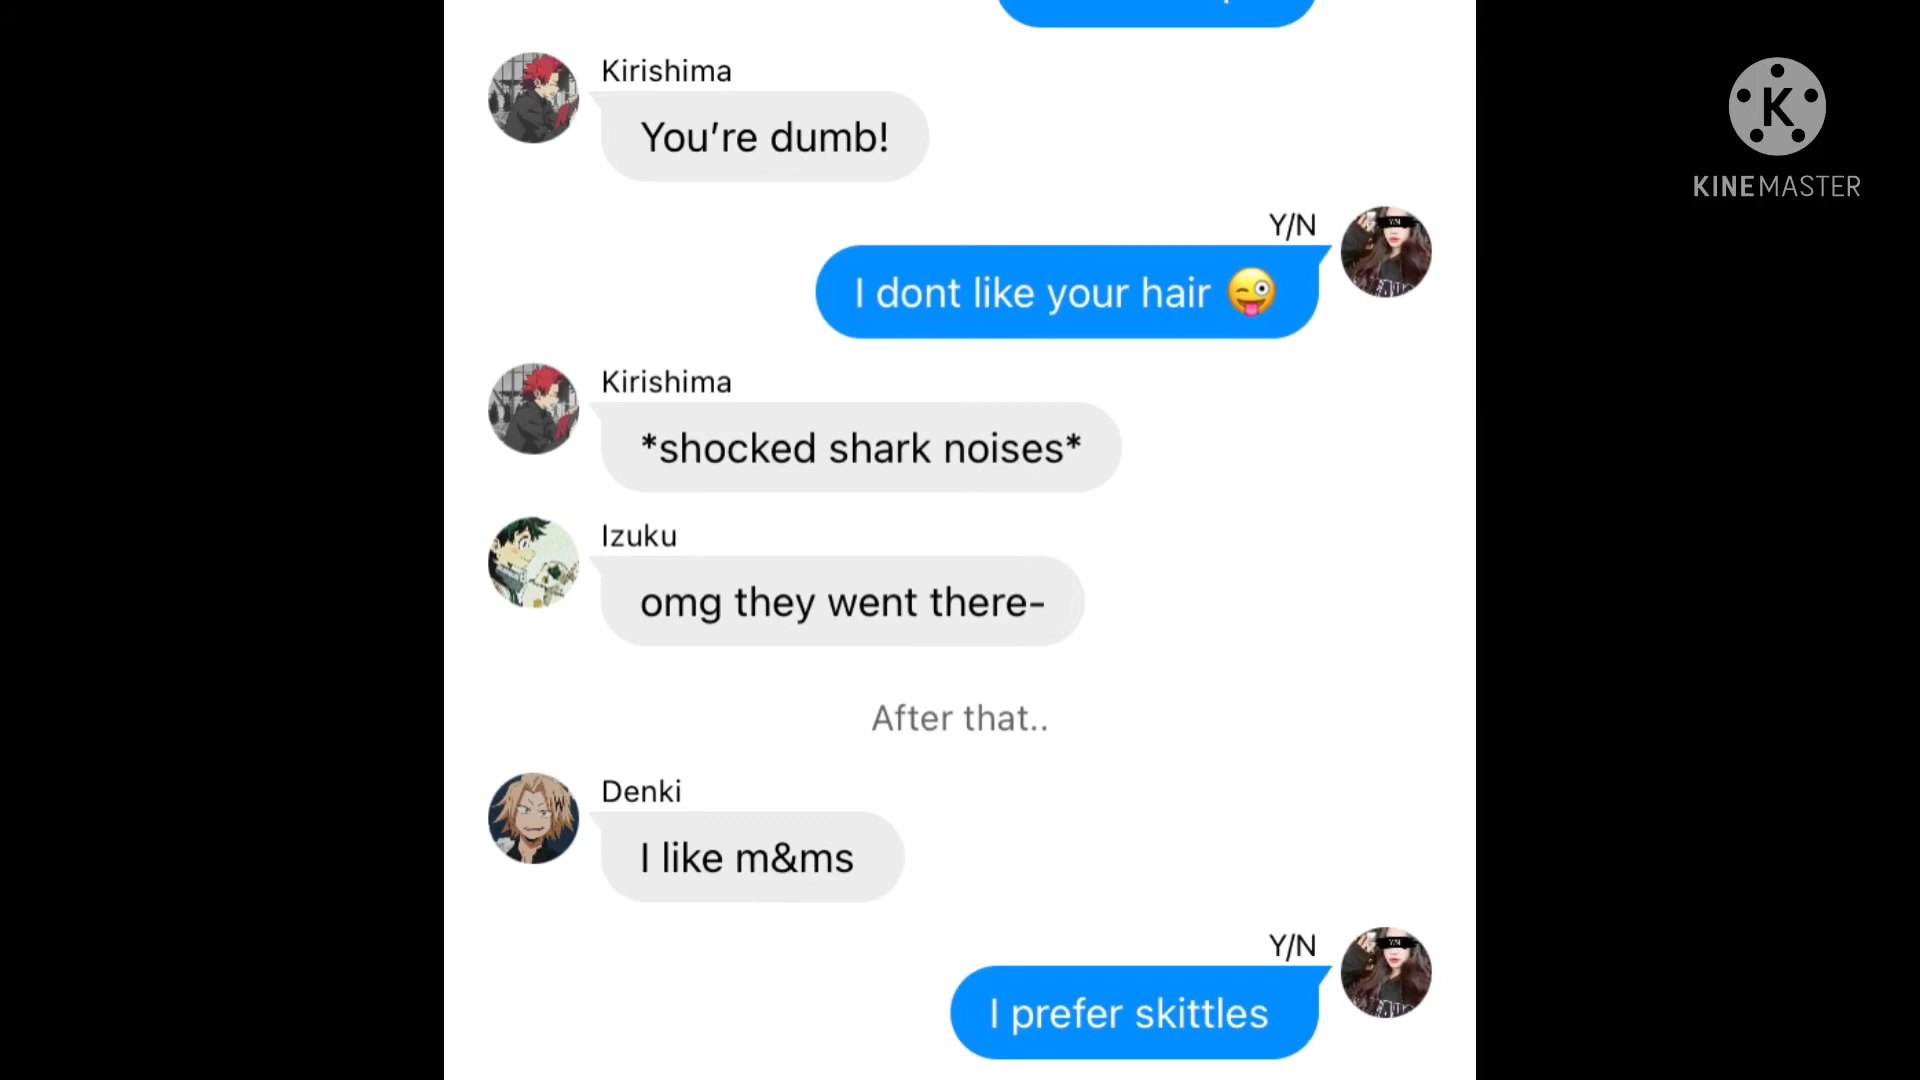 Kirishima
You’re dumb!
Y/N
I dont like your hair 😜
Kirishima
*shocked shark noises*
Izuku
omg they went there-
After that..
Denki
I like m&ms
Y/N
I prefer skittles
K
KINEMASTER